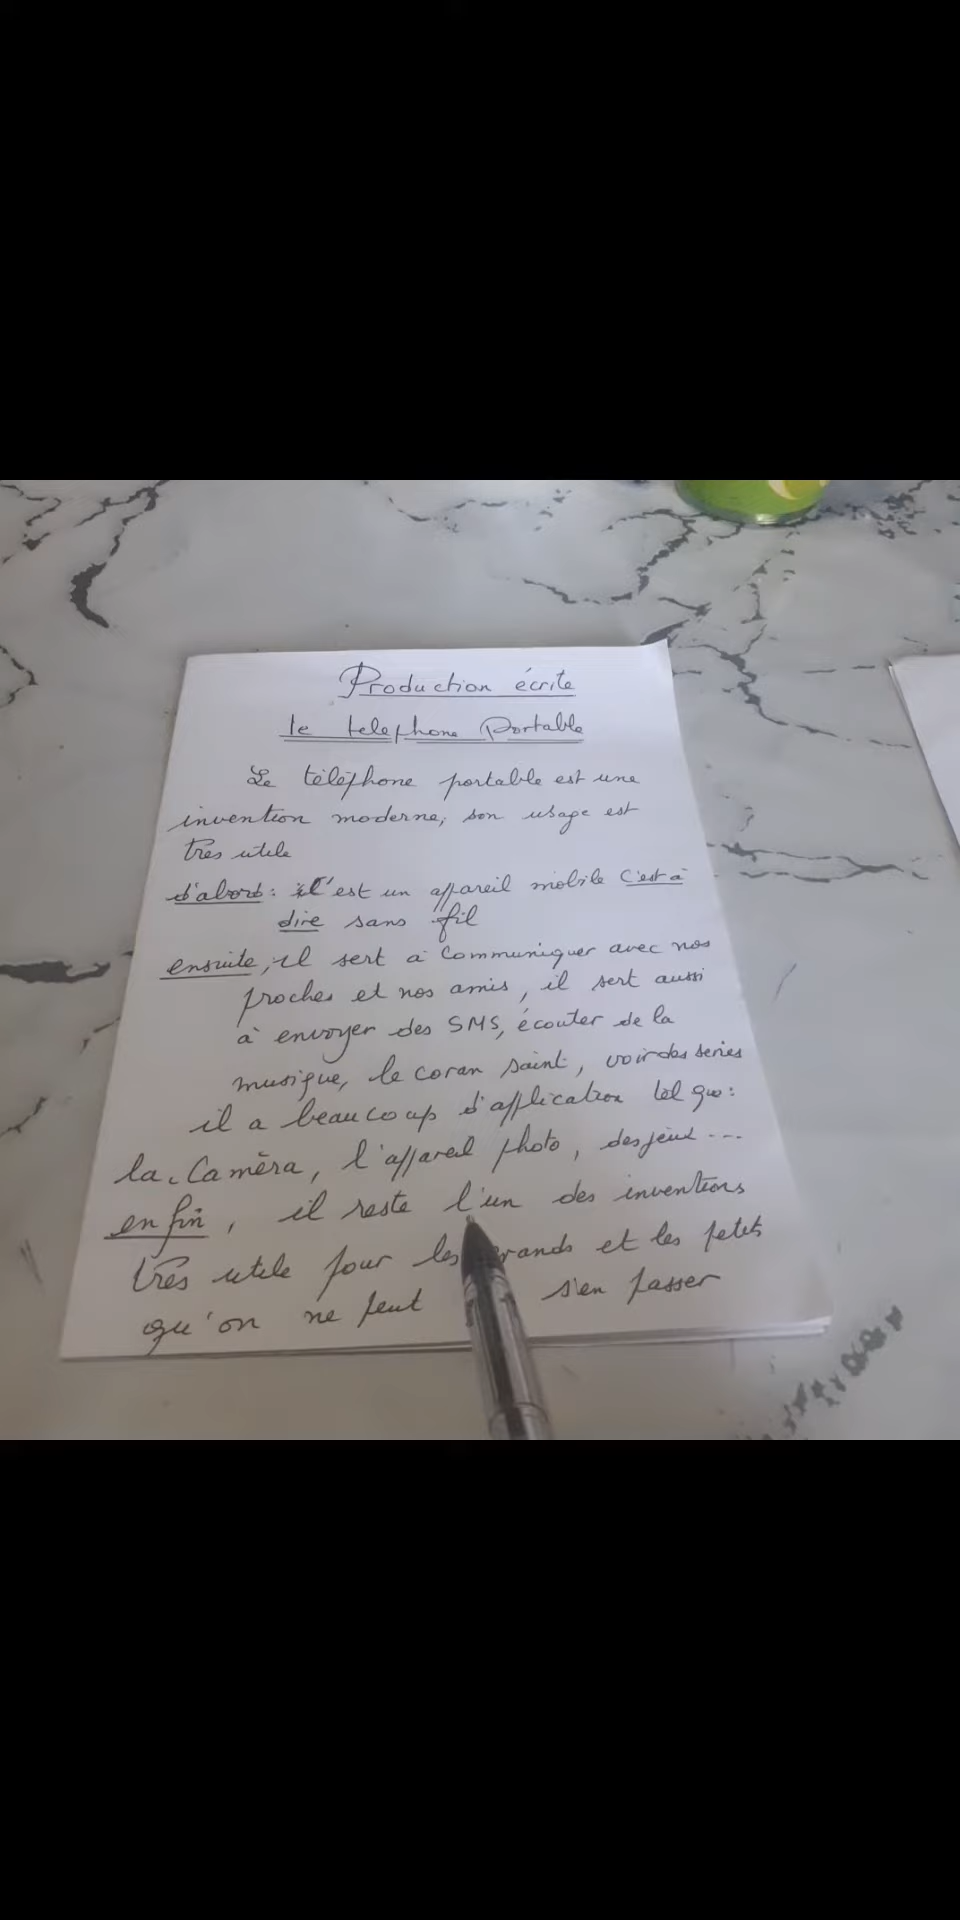 Production écrite
le telephone Portable
Le téléphone portable est une
invention moderne, son usage est
très utile
d'abord: c'est un appareil mobile c'est à
dire sans fil
ensuite, il sert à communiquer avec nos
proches et nos amis, il sert aussi
à envoyer des SMS, écouter de la
musique, le coran saint, voir des series
il a beaucoup d'application tel que:
la Caméra, l'appareil photo, des jeux...
enfin, il reste l'un des inventions
très utile pour les grands et les petits
qu'on ne peut s'en passer